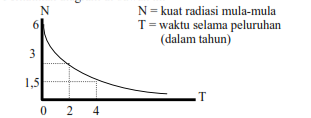 N
N = kuat radiasi mula-mula
6
T = waktu selama peluruhan
(dalam tahun)
3
1,5
T
0 2 4